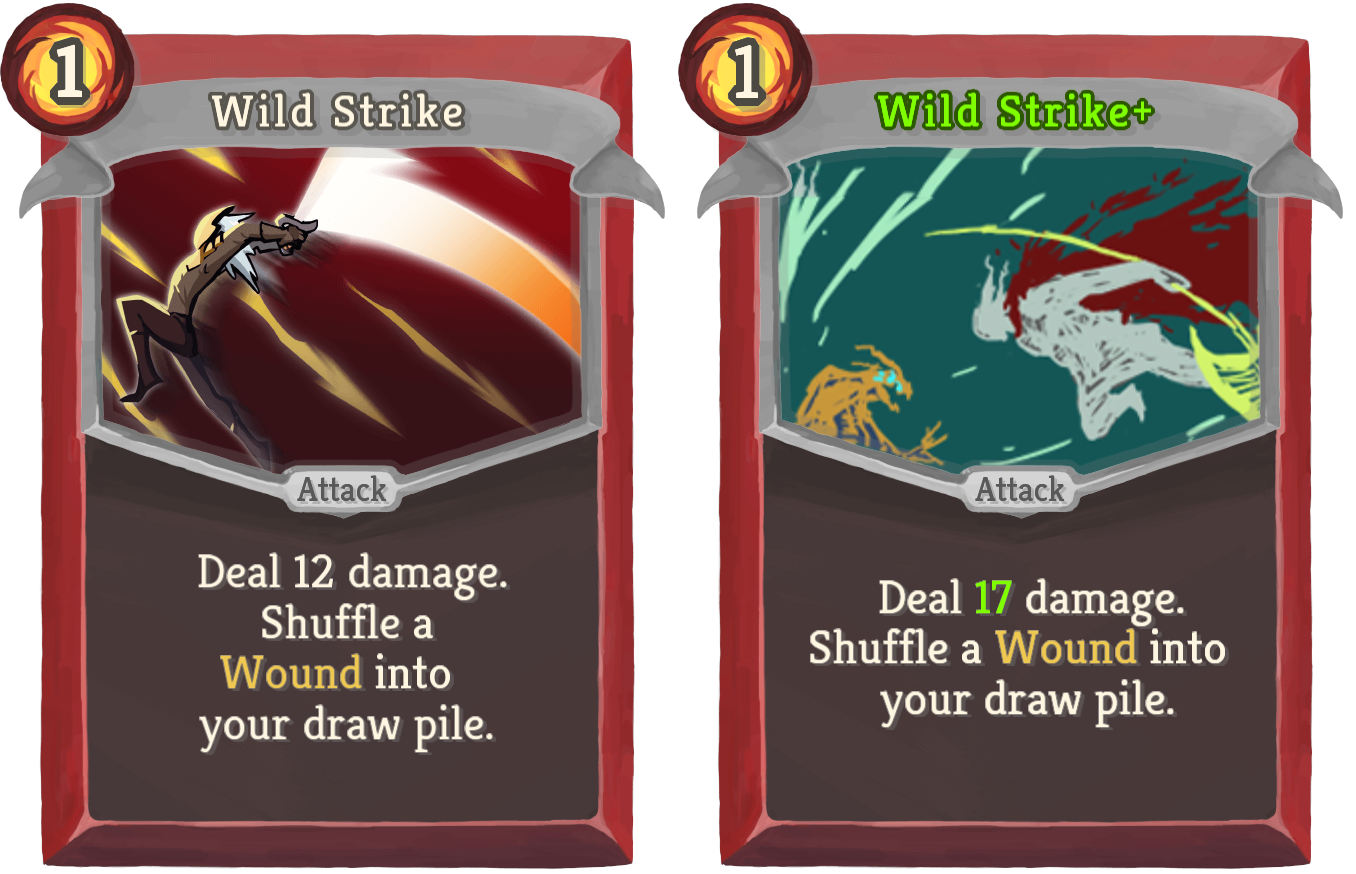 1
Wild Strike
Attack
Deal 12 damage.
Shuffle a
Wound into
your draw pile.
1
Wild Strike+
Attack
Deal 17 damage.
Shuffle a Wound into
your draw pile.